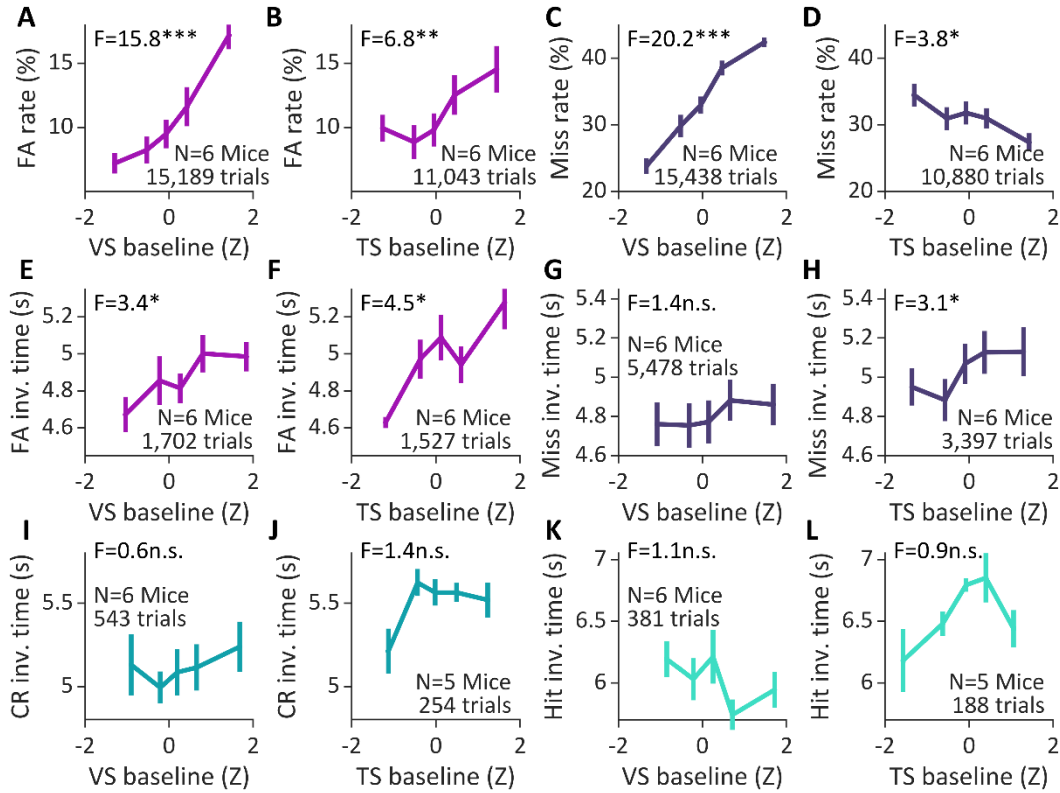 A
FA rate (%)
F=15.8***
15
10
N=6 Mice
15,189 trials
-2 0 2
VS baseline (Z)
B
FA rate (%)
F=6.8**
15
10
N=6 Mice
11,043 trials
-2 0 2
TS baseline (Z)
C
Miss rate (%)
F=20.2***
40
30
20
N=6 Mice
15,438 trials
-2 0 2
VS baseline (Z)
D
Miss rate (%)
F=3.8*
40
30
20
N=6 Mice
10,880 trials
-2 0 2
TS baseline (Z)
E
FA inv. time (s)
F=3.4*
5.2
5
4.8
4.6
N=6 Mice
1,702 trials
-2 0 2
VS baseline (Z)
F
FA inv. time (s)
F=4.5*
5.2
5
4.8
4.6
N=6 Mice
1,527 trials
-2 0 2
TS baseline (Z)
G
Miss inv. time (s)
F=1.4n.s.
N=6 Mice
5,478 trials
5.4
5.2
5
4.8
4.6
-2 0 2
VS baseline (Z)
H
Miss inv. time (s)
F=3.1*
5.4
5.2
5
4.8
4.6
N=6 Mice
3,397 trials
-2 0 2
TS baseline (Z)
I
CR inv. time (s)
F=0.6n.s.
N=6 Mice
543 trials
5.5
5
-2 0 2
VS baseline (Z)
J
CR inv. time (s)
F=1.4n.s.
5.5
5
N=5 Mice
254 trials
-2 0 2
TS baseline (Z)
K
Hit inv. time (s)
F=1.1n.s.
N=6 Mice
381 trials
7
6.5
6
-2 0 2
VS baseline (Z)
L
Hit inv. time (s)
F=0.9n.s.
7
6.5
6
N=5 Mice
188 trials
-2 0 2
TS baseline (Z)